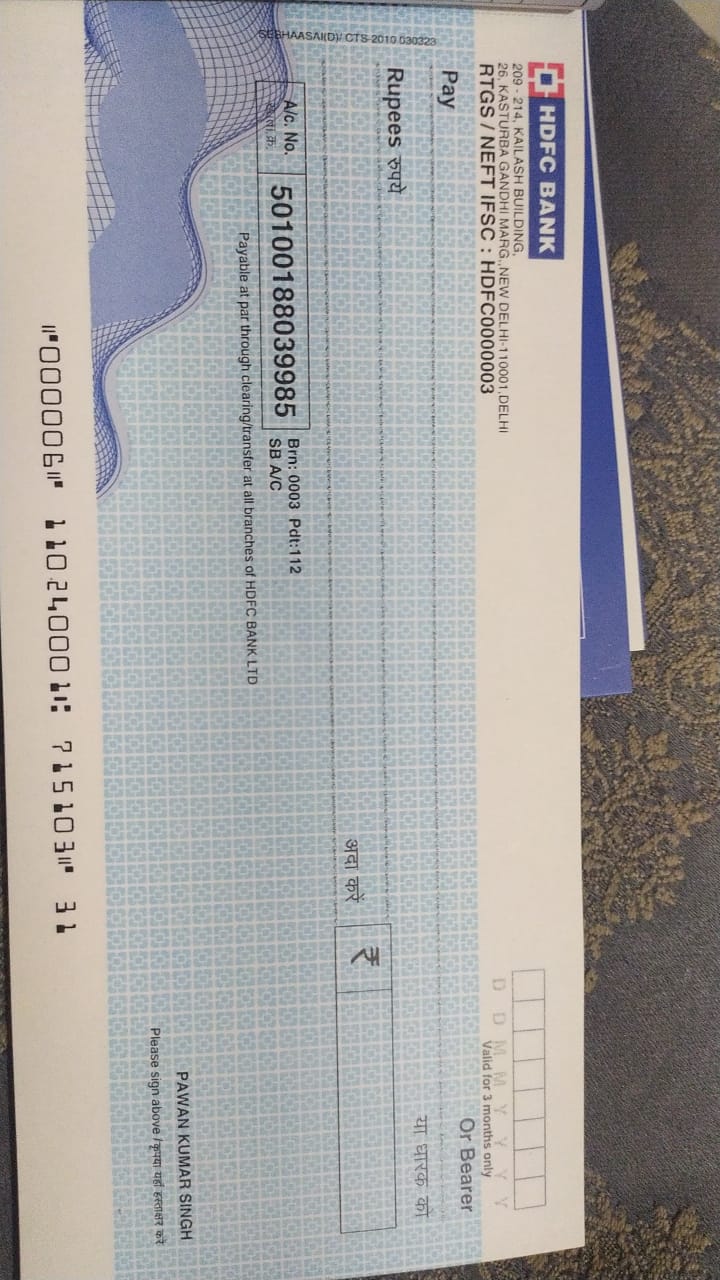 HDFC BANK
209 - 214, KAILASH BUILDING,
26, KASTURBA GANDHI MARG.,NEW DELHI-110001,DELHI
RTGS / NEFT IFSC : HDFC0000003
D D M M Y Y Y Y
Valid for 3 months only
Pay
Or Bearer
या धारक को
Rupees रुपये
अदा करें
₹
A/c. No.
खाता क्र.
50100188039985
Brn: 0003 Pdt:112
SB A/C
Payable at par through clearing/transfer at all branches of HDFC BANK LTD
CTS-2010
PAWAN KUMAR SINGH
Please sign above / कृपया यहाँ हस्ताक्षर करें
⑈000006⑈ 110240001⑆ 715103⑈ 31